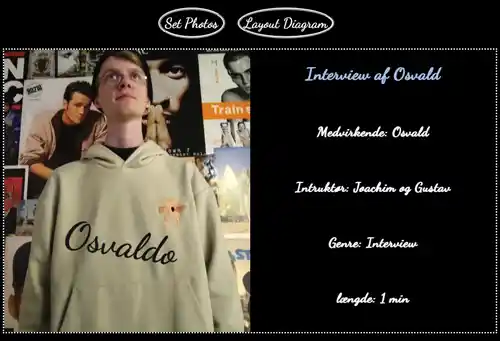 Set Photos
Layout Diagram
Interview af Osvald
Medvirkende: Osvald
Intruktør: Joachim og Gustav
Genre: Interview
længde: 1 min
Train
Osvaldo